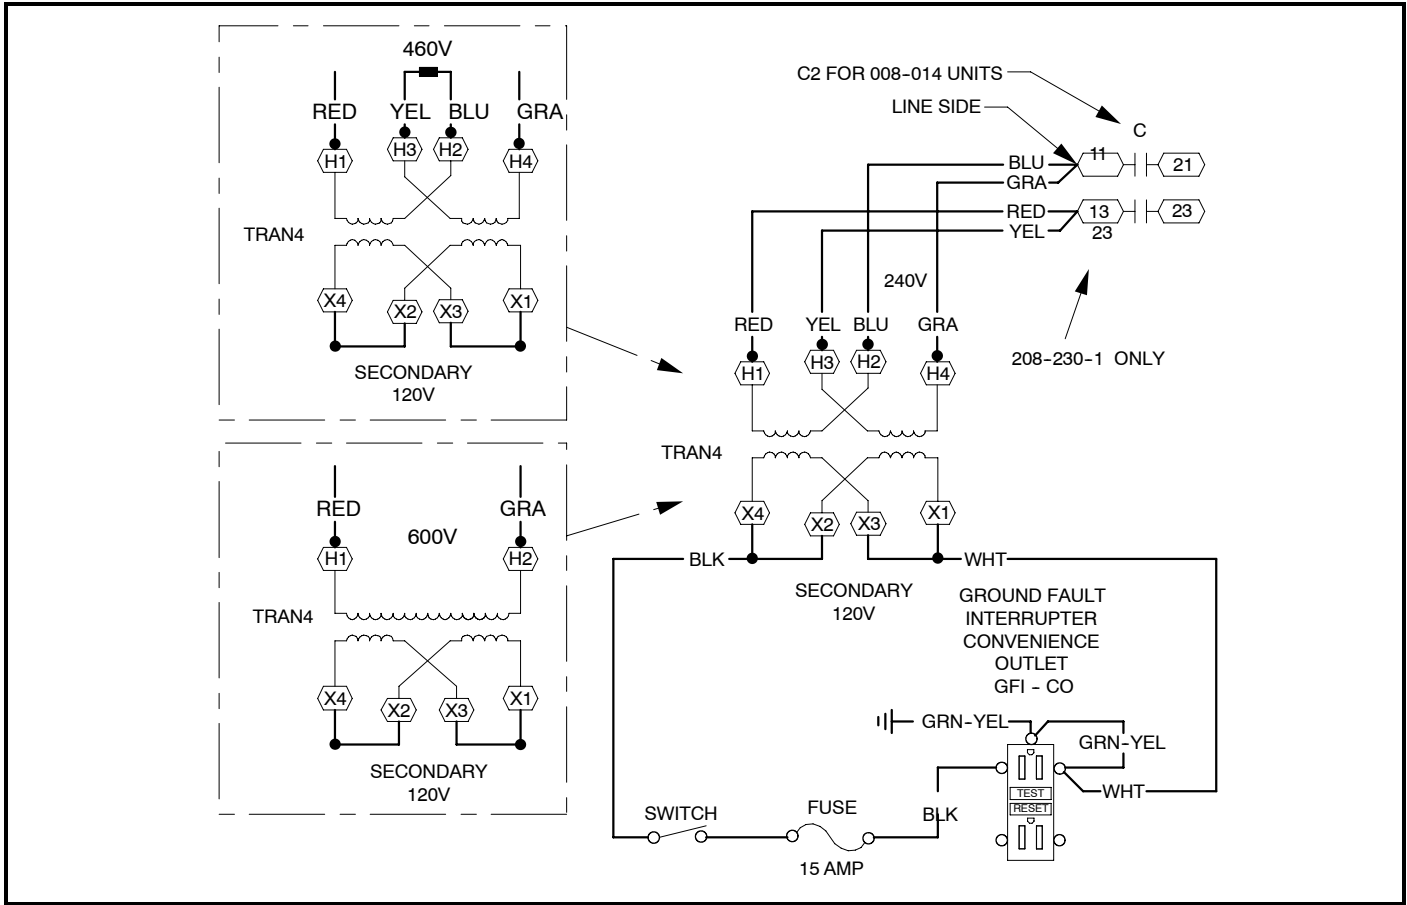 460V
RED YEL BLU GRA
H1 H3 H2 H4
TRAN4
X4 X2 X3 X1
SECONDARY
120V
RED GRA
600V
H1 H2
TRAN4
X4 X2 X3 X1
SECONDARY
120V
C2 FOR 008-014 UNITS
LINE SIDE
C
BLU 11 21
GRA
RED 13 23
YEL 23
240V
208-230-1 ONLY
RED YEL BLU GRA
H1 H3 H2 H4
TRAN4
X4 X2 X3 X1
BLK WHT
SECONDARY
120V
GROUND FAULT
INTERRUPTER
CONVENIENCE
OUTLET
GFI - CO
GRN-YEL
GRN-YEL
TEST
WHT
RESET
SWITCH FUSE BLK
15 AMP